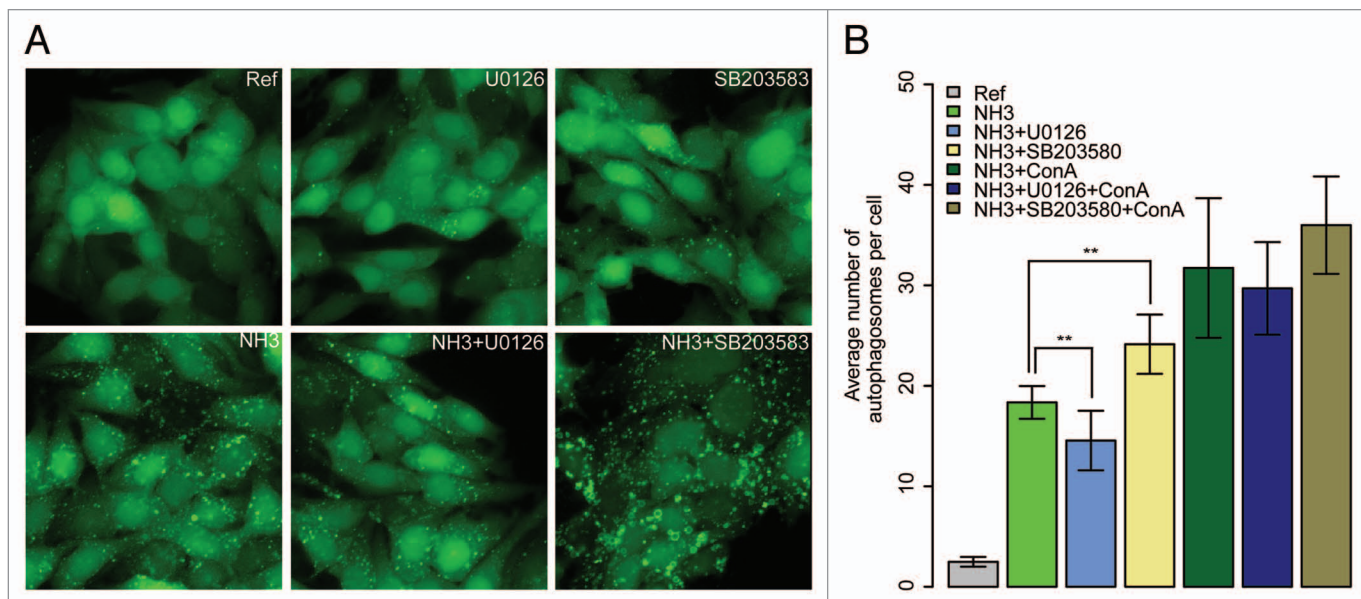 A
Ref
U0126
SB203583
NH3
NH3+U0126
NH3+SB203583
B
Average number of
autophagosomes per cell
50
40
30
20
10
0
Ref
NH3
NH3+U0126
NH3+SB203580
NH3+ConA
NH3+U0126+ConA
NH3+SB203580+ConA
**
**